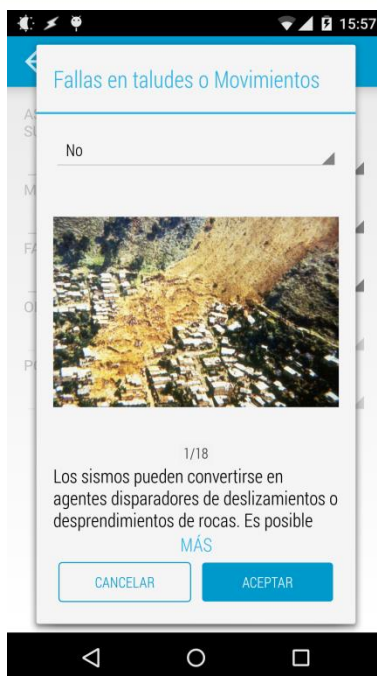 15:57
Fallas en taludes o Movimientos
No
1/18
Los sismos pueden convertirse en
agentes disparadores de deslizamientos o
desprendimientos de rocas. Es posible
MÁS
CANCELAR
ACEPTAR